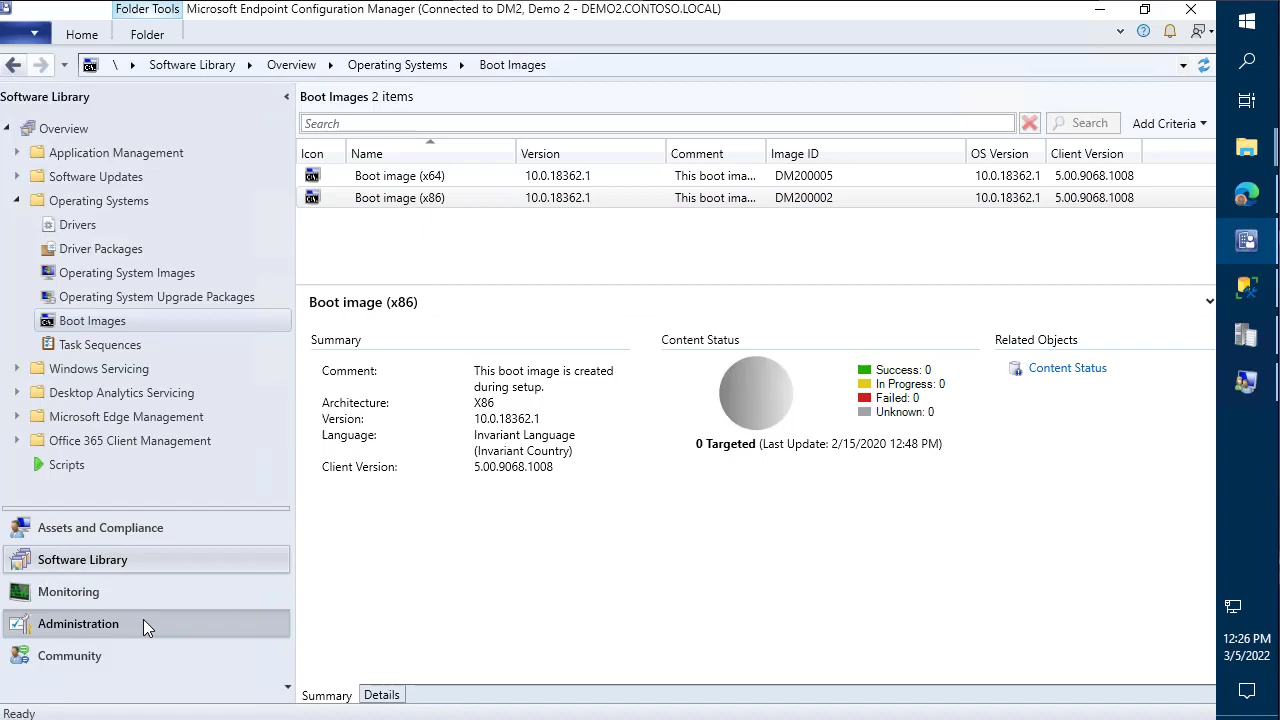 Folder Tools
Microsoft Endpoint Configuration Manager (Connected to DM2, Demo 2 - DEMO2.CONTOSO.LOCAL)
Home
Folder
\ Software Library Overview Operating Systems Boot Images
Software Library
Overview
Application Management
Software Updates
Operating Systems
Drivers
Driver Packages
Operating System Images
Operating System Upgrade Packages
Boot Images
Task Sequences
Windows Servicing
Desktop Analytics Servicing
Microsoft Edge Management
Office 365 Client Management
Scripts
Assets and Compliance
Software Library
Monitoring
Administration
Community
Boot Images 2 items
Search
Search
Add Criteria
Icon Name Version Comment Image ID OS Version Client Version
Boot image (x64) 10.0.18362.1 This boot ima... DM200005 10.0.18362.1 5.00.9068.1008
Boot image (x86) 10.0.18362.1 This boot ima... DM200002 10.0.18362.1 5.00.9068.1008
Boot image (x86)
Summary
Comment: This boot image is created
during setup.
Architecture: X86
Version: 10.0.18362.1
Language: Invariant Language
(Invariant Country)
Client Version: 5.00.9068.1008
Content Status
Success: 0
In Progress: 0
Failed: 0
Unknown: 0
0 Targeted (Last Update: 2/15/2020 12:48 PM)
Related Objects
Content Status
Summary
Details
Ready
12:26 PM
3/5/2022